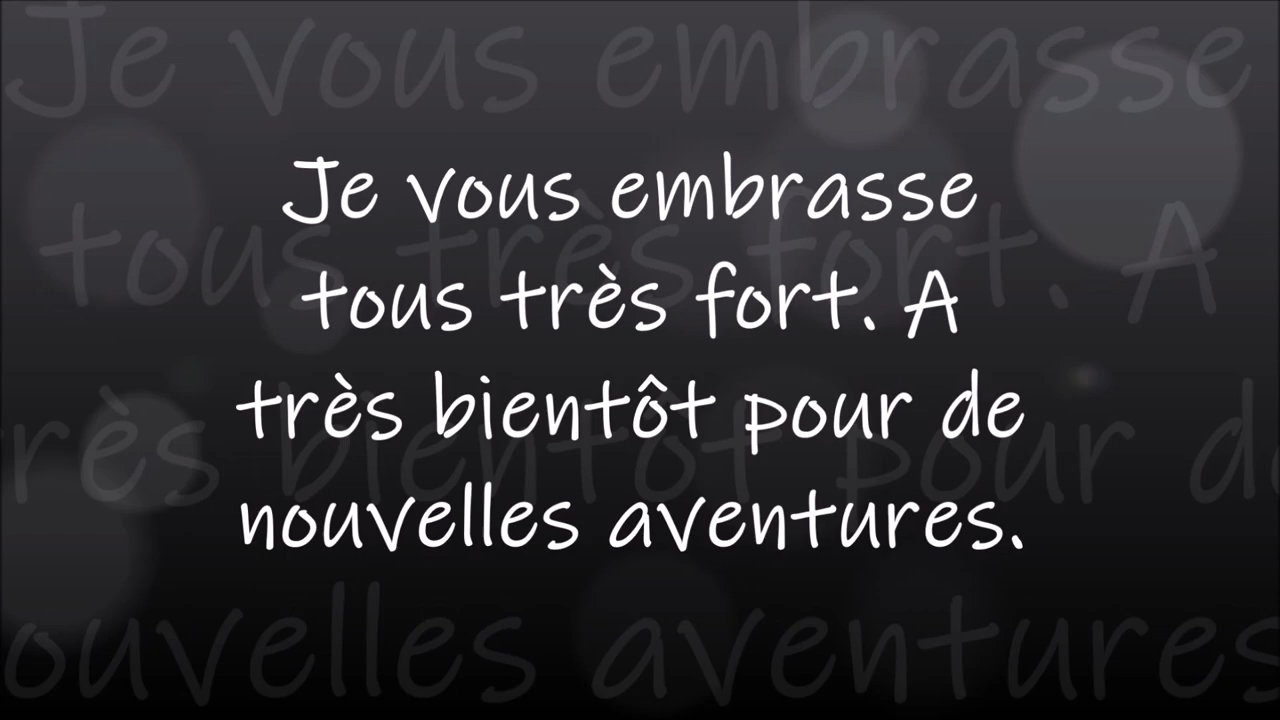 Je vous embrasse
tous très fort. A
très bientôt pour de
nouvelles aventures.